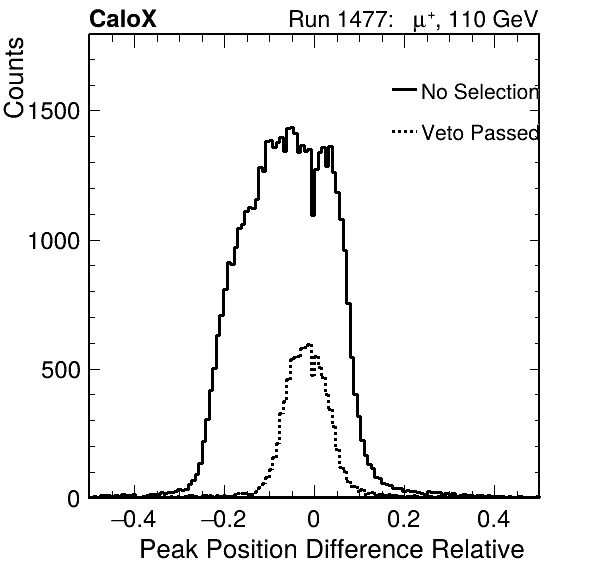 CaloX Run 1477: μ⁺, 110 GeV
Counts
No Selection
Veto Passed
1500
1000
500
0
−0.4 −0.2 0 0.2 0.4
Peak Position Difference Relative